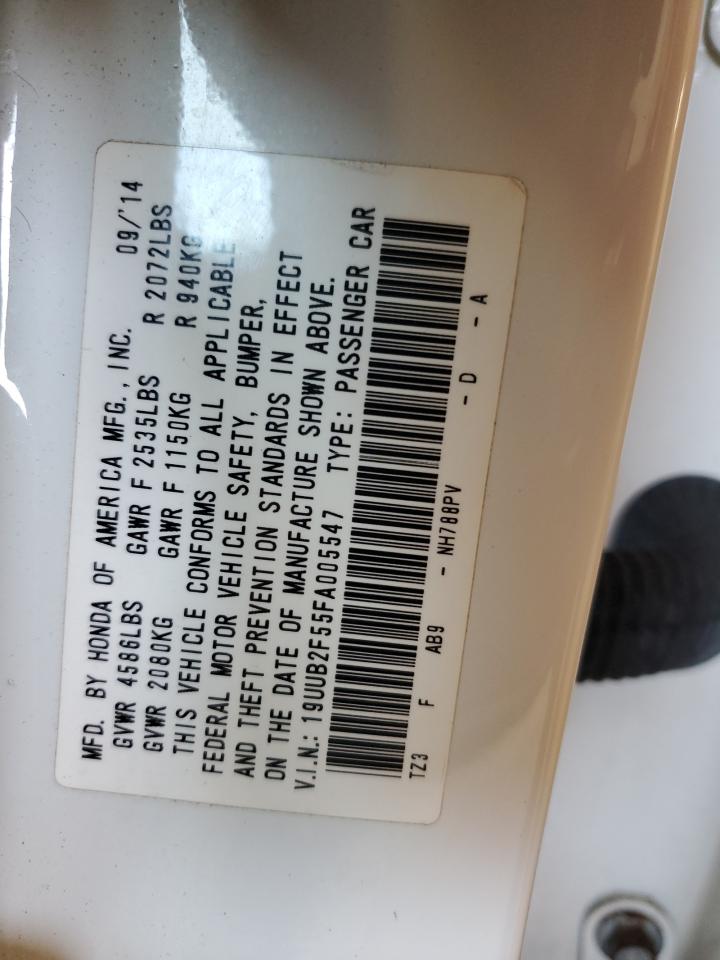 MFD. BY HONDA OF AMERICA MFG., INC. 09/'14
GVWR 4586LBS GAWR F 2535LBS R 2072LBS
GVWR 2080KG GAWR F 1150KG R 940KG
THIS VEHICLE CONFORMS TO ALL APPLICABLE
FEDERAL MOTOR VEHICLE SAFETY, BUMPER,
AND THEFT PREVENTION STANDARDS IN EFFECT
ON THE DATE OF MANUFACTURE SHOWN ABOVE.
V.I.N.: 19UUB2F55FA005547 TYPE: PASSENGER CAR
TZ3 F AB9 - NH788PV - D - A